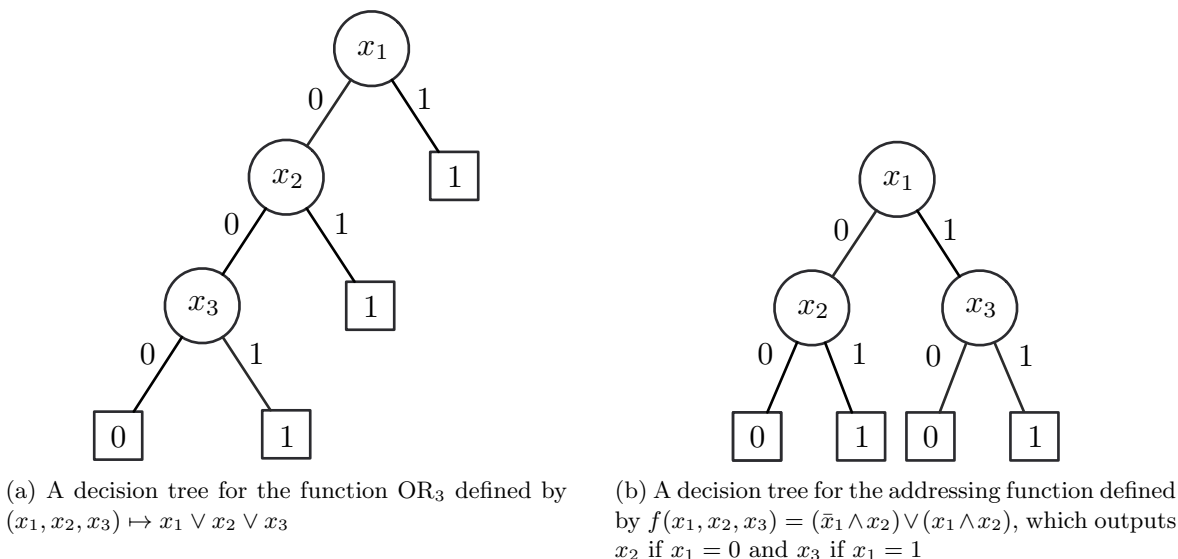 x₁
0 1
x₂
1
0 1
x₃
1
0 1
0 1
(a) A decision tree for the function OR₃ defined by
(x₁, x₂, x₃) ↦ x₁ ∨ x₂ ∨ x₃
x₁
0 1
x₂ x₃
0 1 0 1
0 1 0 1
(b) A decision tree for the addressing function defined
by f(x₁, x₂, x₃) = (x̄₁∧x₂)∨(x₁∧x₂), which outputs
x₂ if x₁ = 0 and x₃ if x₁ = 1